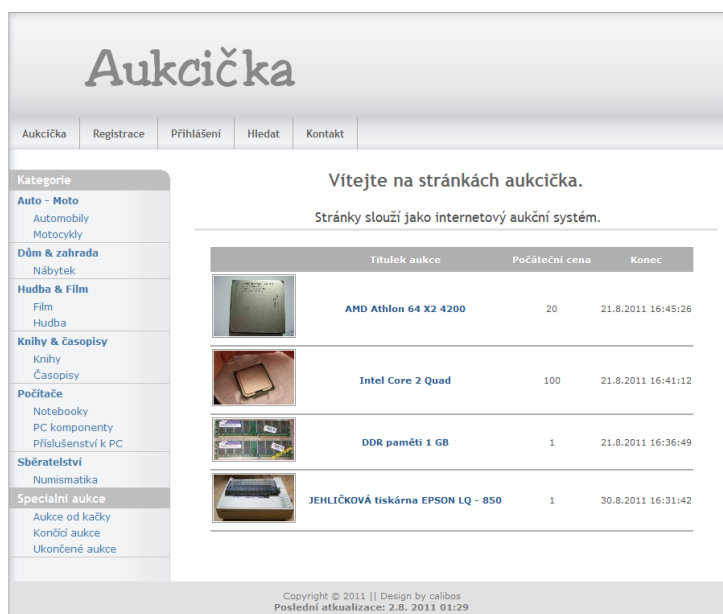 Aukcička
Aukcička Registrace Přihlášení Hledat Kontakt
Kategorie
Auto - Moto
Automobily
Motocykly
Dům & zahrada
Nábytek
Hudba & Film
Film
Hudba
Knihy & časopisy
Knihy
Časopisy
Počítače
Notebooky
PC komponenty
Příslušenství k PC
Sběratelství
Numismatika
Specialni aukce
Aukce od kačky
Končící aukce
Ukončené aukce
Vítejte na stránkách aukcička.
Stránky slouží jako internetový aukční systém.
Titulek aukce Počáteční cena Konec
AMD Athlon 64 X2 4200 20 21.8.2011 16:45:26
Intel Core 2 Quad 100 21.8.2011 16:41:12
DDR paměti 1 GB 1 21.8.2011 16:36:49
JEHLIČKOVÁ tiskárna EPSON LQ - 850 1 30.8.2011 16:31:42
Copyright © 2011 || Design by calibos
Poslední atkualizace: 2.8. 2011 01:29